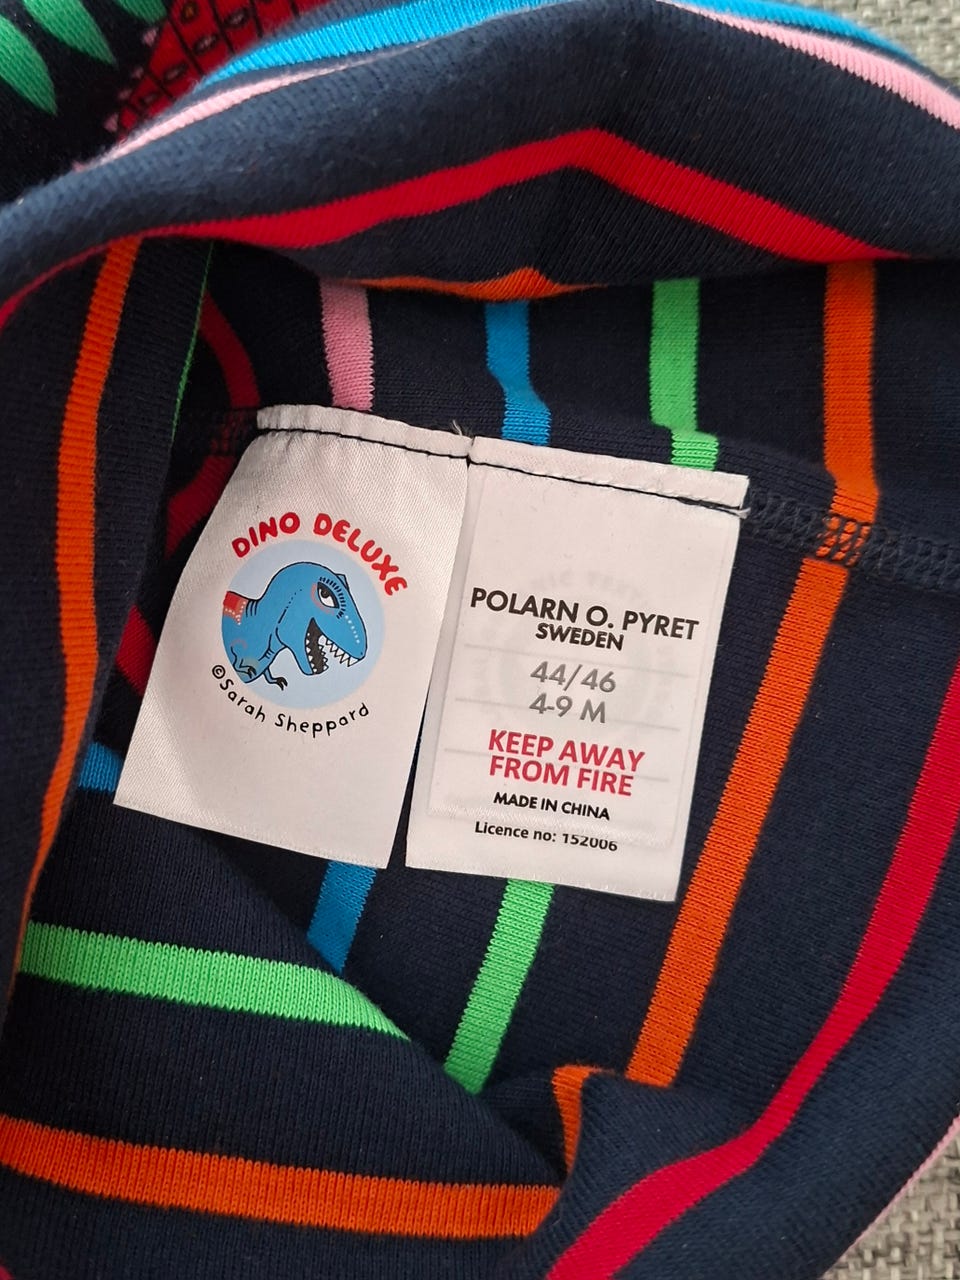 DINO DELUXE
©Sarah Sheppard
POLARN O. PYRET
SWEDEN
44/46
4-9 M
KEEP AWAY
FROM FIRE
MADE IN CHINA
Licence no: 152006